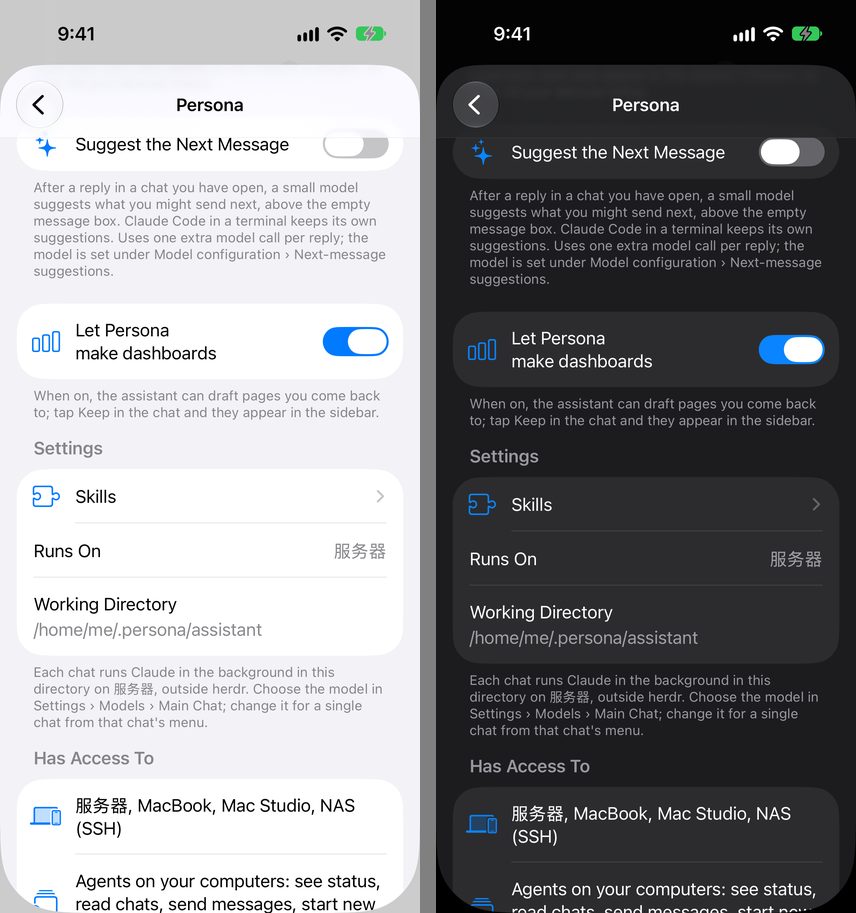 9:41
Persona
Suggest the Next Message
After a reply in a chat you have open, a small model
suggests what you might send next, above the empty
message box. Claude Code in a terminal keeps its own
suggestions. Uses one extra model call per reply; the
model is set under Model configuration › Next-message
suggestions.
Let Persona
make dashboards
When on, the assistant can draft pages you come back
to; tap Keep in the chat and they appear in the sidebar.
Settings
Skills
Runs On 服务器
Working Directory
/home/me/.persona/assistant
Each chat runs Claude in the background in this
directory on 服务器, outside herdr. Choose the model in
Settings › Models › Main Chat; change it for a single
chat from that chat's menu.
Has Access To
服务器, MacBook, Mac Studio, NAS
(SSH)
Agents on your computers: see status,
read chats, send messages, start new
9:41
Persona
Suggest the Next Message
After a reply in a chat you have open, a small model
suggests what you might send next, above the empty
message box. Claude Code in a terminal keeps its own
suggestions. Uses one extra model call per reply; the
model is set under Model configuration › Next-message
suggestions.
Let Persona
make dashboards
When on, the assistant can draft pages you come back
to; tap Keep in the chat and they appear in the sidebar.
Settings
Skills
Runs On 服务器
Working Directory
/home/me/.persona/assistant
Each chat runs Claude in the background in this
directory on 服务器, outside herdr. Choose the model in
Settings › Models › Main Chat; change it for a single
chat from that chat's menu.
Has Access To
服务器, MacBook, Mac Studio, NAS
(SSH)
Agents on your computers: see status,
read chats, send messages, start new